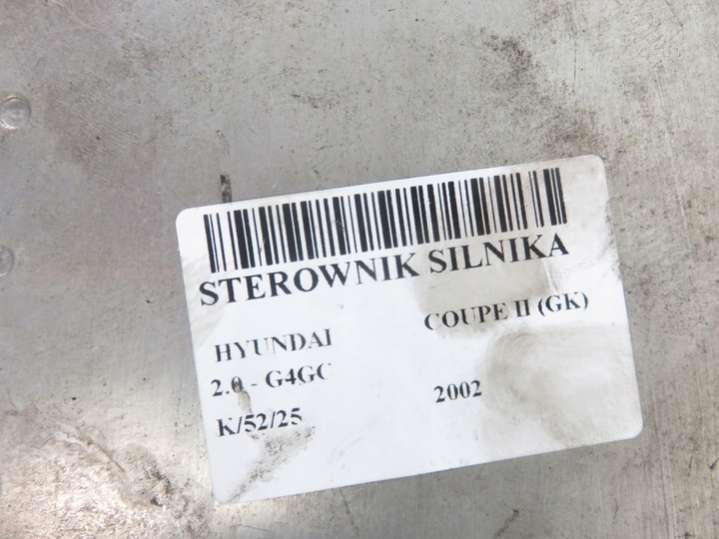 STEROWNIK SILNIKA
HYUNDAI COUPE II (GK)
2.0 - G4GC
2002
K/52/25